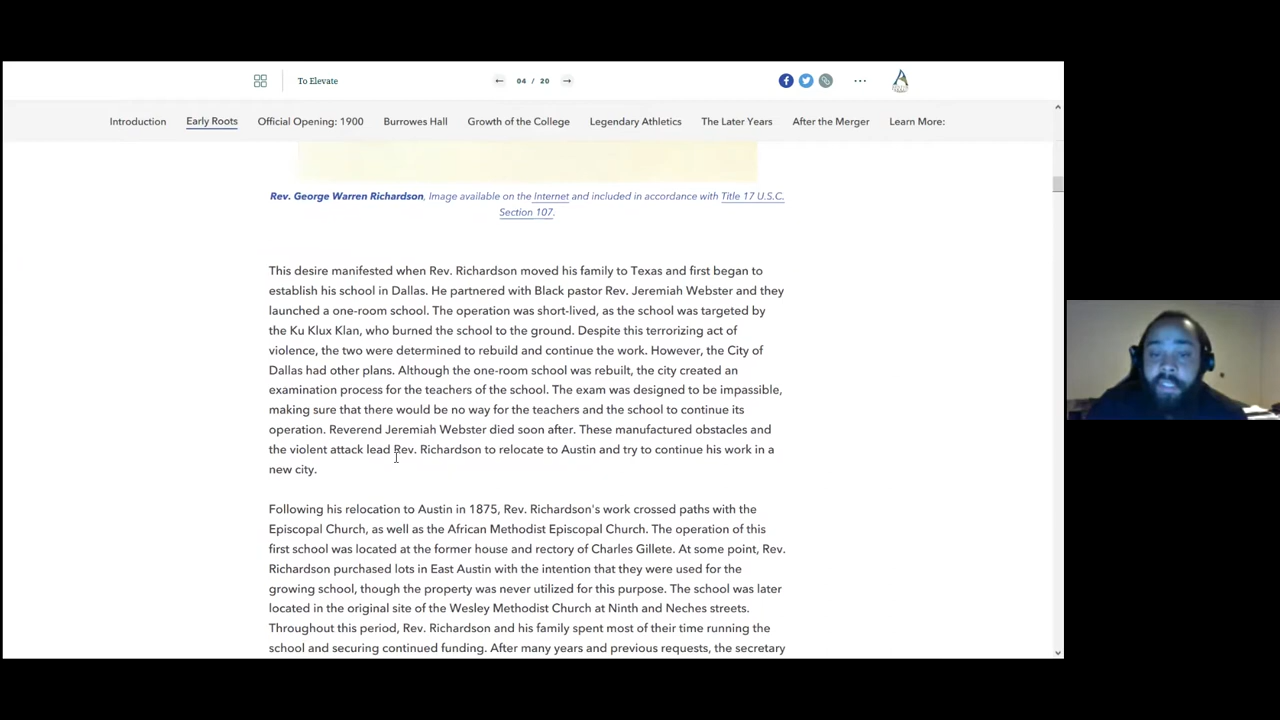 To Elevate
04 / 20
Introduction
Early Roots
Official Opening: 1900
Burrowes Hall
Growth of the College
Legendary Athletics
The Later Years
After the Merger
Learn More:
Rev. George Warren Richardson, Image available on the Internet and included in accordance with Title 17 U.S.C.
Section 107.
This desire manifested when Rev. Richardson moved his family to Texas and first began to
establish his school in Dallas. He partnered with Black pastor Rev. Jeremiah Webster and they
launched a one-room school. The operation was short-lived, as the school was targeted by
the Ku Klux Klan, who burned the school to the ground. Despite this terrorizing act of
violence, the two were determined to rebuild and continue the work. However, the City of
Dallas had other plans. Although the one-room school was rebuilt, the city created an
examination process for the teachers of the school. The exam was designed to be impassible,
making sure that there would be no way for the teachers and the school to continue its
operation. Reverend Jeremiah Webster died soon after. These manufactured obstacles and
the violent attack lead Rev. Richardson to relocate to Austin and try to continue his work in a
new city.
Following his relocation to Austin in 1875, Rev. Richardson's work crossed paths with the
Episcopal Church, as well as the African Methodist Episcopal Church. The operation of this
first school was located at the former house and rectory of Charles Gillete. At some point, Rev.
Richardson purchased lots in East Austin with the intention that they were used for the
growing school, though the property was never utilized for this purpose. The school was later
located in the original site of the Wesley Methodist Church at Ninth and Neches streets.
Throughout this period, Rev. Richardson and his family spent most of their time running the
school and securing continued funding. After many years and previous requests, the secretary